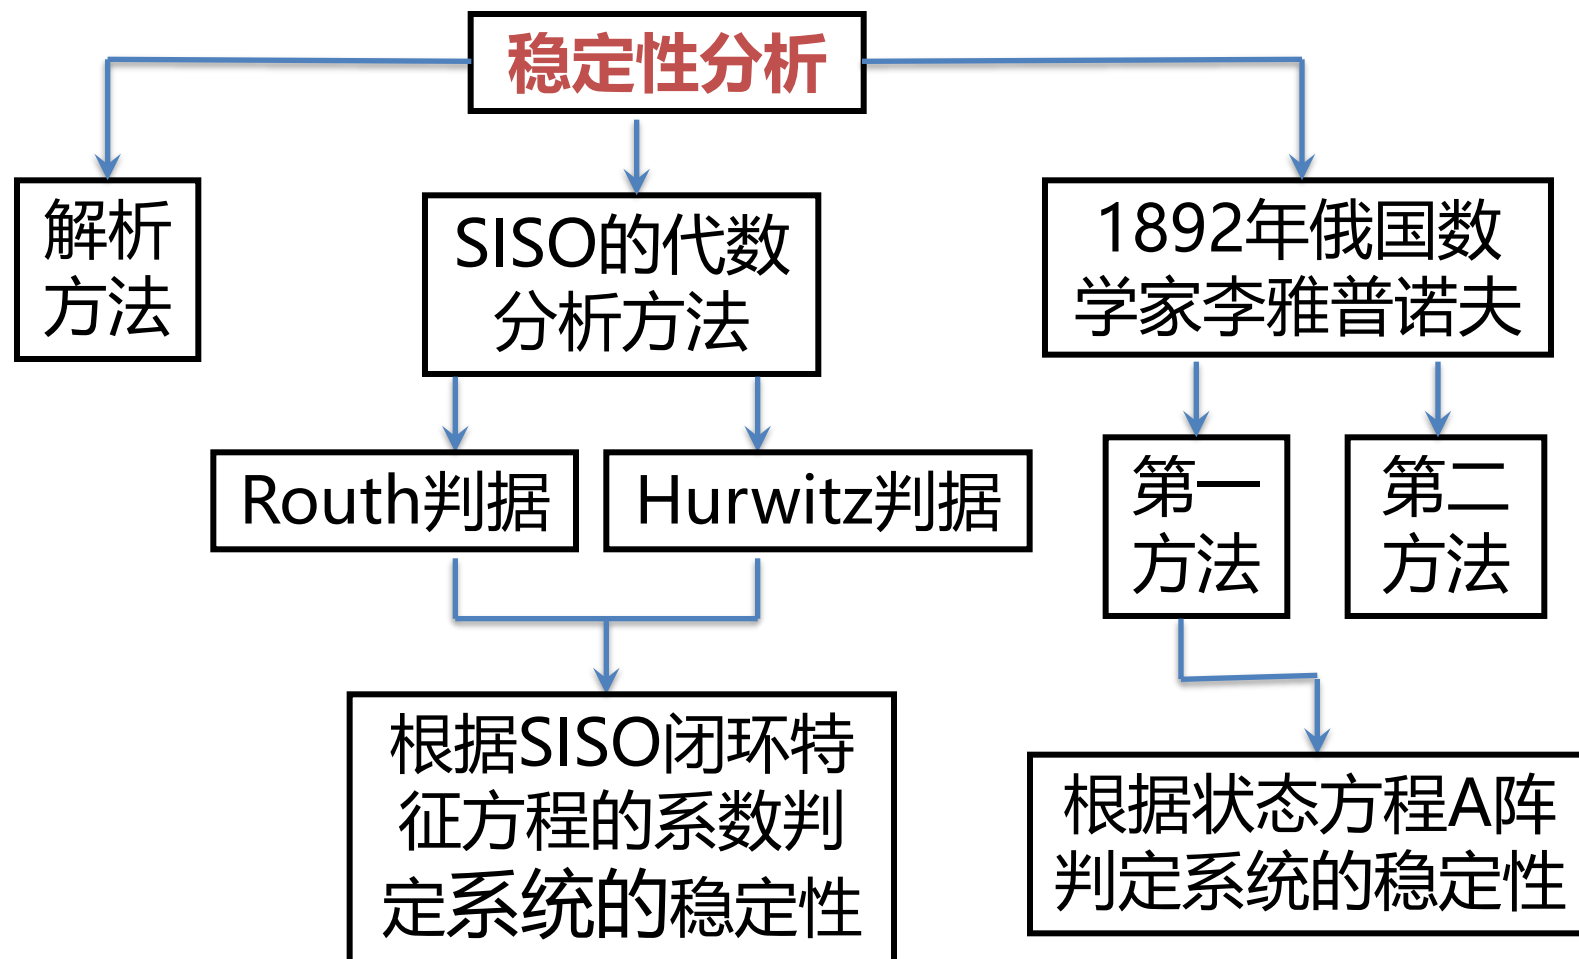 稳定性分析
解析
方法
SISO的代数
分析方法
1892年俄国数
学家李雅普诺夫
Routh判据
Hurwitz判据
第一
方法
第二
方法
根据SISO闭环特
征方程的系数判
定系统的稳定性
根据状态方程A阵
判定系统的稳定性